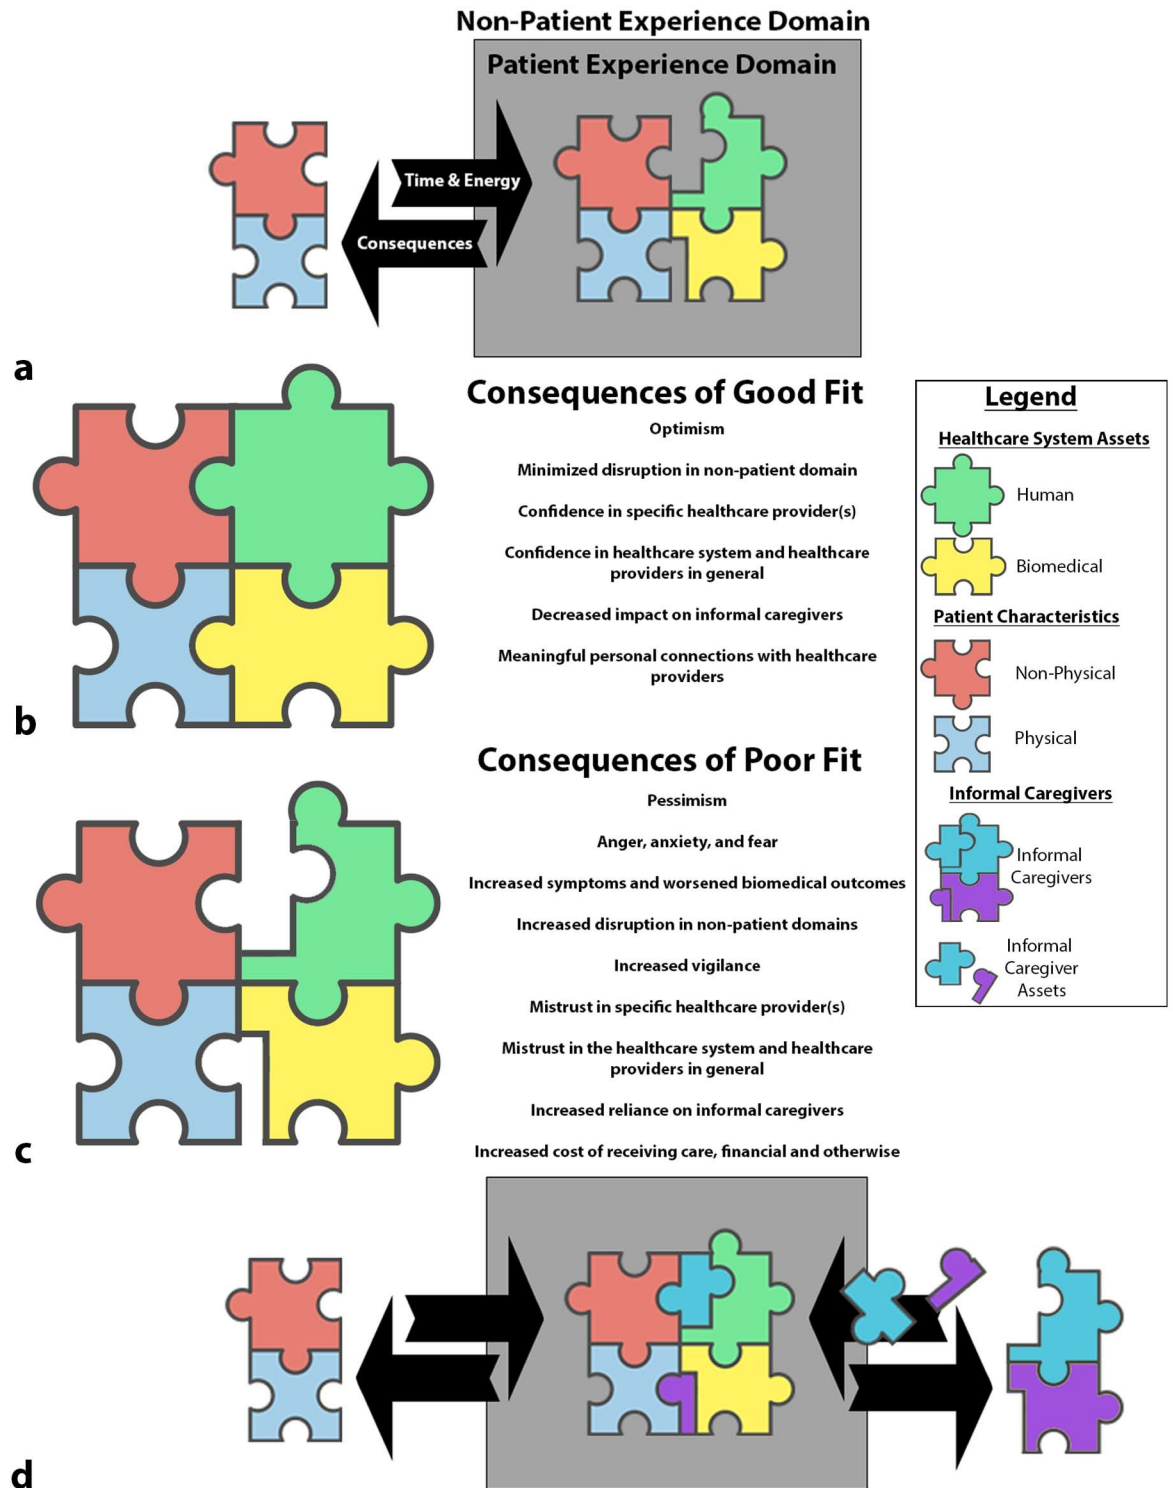 Non-Patient Experience Domain
Patient Experience Domain
Time & Energy
Consequences
a
Consequences of Good Fit
Optimism
Minimized disruption in non-patient domain
Confidence in specific healthcare provider(s)
Confidence in healthcare system and healthcare
providers in general
Decreased impact on informal caregivers
Meaningful personal connections with healthcare
providers
b
Legend
Healthcare System Assets
Human
Biomedical
Patient Characteristics
Non-Physical
Physical
Informal Caregivers
Informal
Caregivers
Informal
Caregiver
Assets
Consequences of Poor Fit
Pessimism
Anger, anxiety, and fear
Increased symptoms and worsened biomedical outcomes
Increased disruption in non-patient domains
Increased vigilance
Mistrust in specific healthcare provider(s)
Mistrust in the healthcare system and healthcare
providers in general
Increased reliance on informal caregivers
Increased cost of receiving care, financial and otherwise
c
d